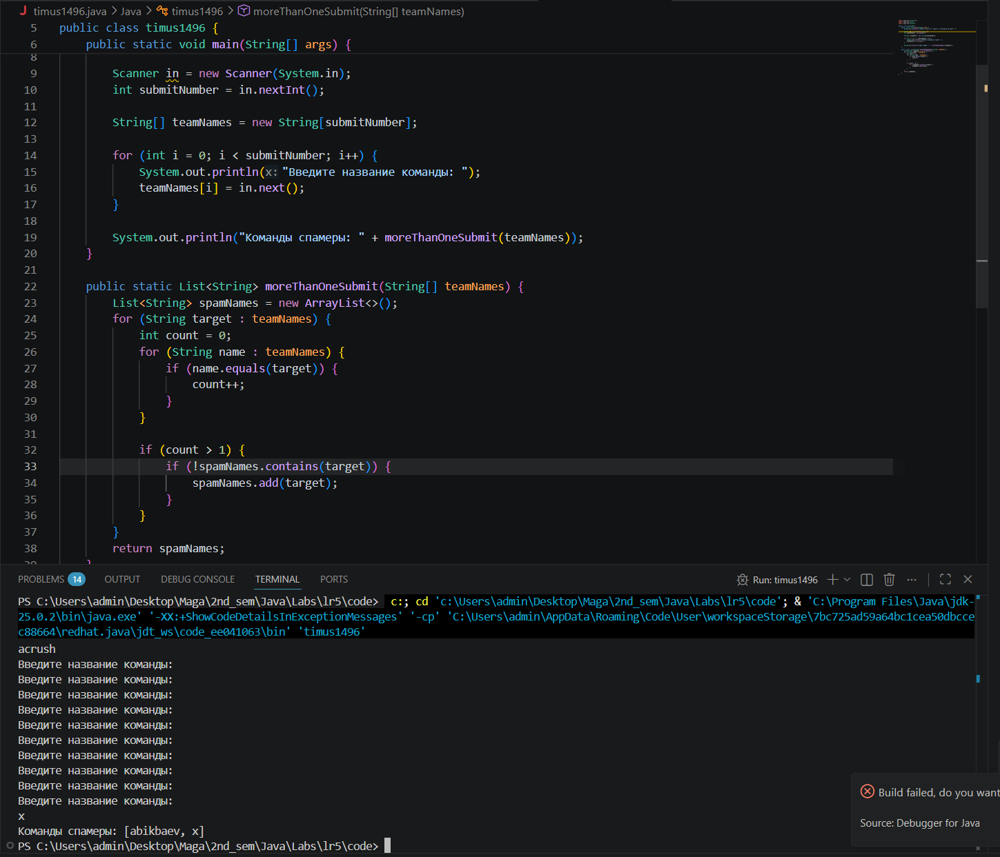 timus1496.java > Java > timus1496 > moreThanOneSubmit(String[] teamNames)
5 public class timus1496 {
6 public static void main(String[] args) {
8
9 Scanner in = new Scanner(System.in);
10 int submitNumber = in.nextInt();
11
12 String[] teamNames = new String[submitNumber];
13
14 for (int i = 0; i < submitNumber; i++) {
15 System.out.println(x: "Введите название команды: ");
16 teamNames[i] = in.next();
17 }
18
19 System.out.println("Команды спамеры: " + moreThanOneSubmit(teamNames));
20 }
21
22 public static List<String> moreThanOneSubmit(String[] teamNames) {
23 List<String> spamNames = new ArrayList<>();
24 for (String target : teamNames) {
25 int count = 0;
26 for (String name : teamNames) {
27 if (name.equals(target)) {
28 count++;
29 }
30 }
31
32 if (count > 1) {
33 if (!spamNames.contains(target)) {
34 spamNames.add(target);
35 }
36 }
37 }
38 return spamNames;
PROBLEMS 14 OUTPUT DEBUG CONSOLE TERMINAL PORTS Run: timus1496
PS C:\Users\admin\Desktop\Maga\2nd_sem\Java\Labs\lr5\code> c:; cd 'c:\Users\admin\Desktop\Maga\2nd_sem\Java\Labs\lr5\code'; & 'C:\Program Files\Java\jdk-
25.0.2\bin\java.exe' '-XX:+ShowCodeDetailsInExceptionMessages' '-cp' 'C:\Users\admin\AppData\Roaming\Code\User\workspaceStorage\7bc725ad59a64bc1cea50dbcce
c88664\redhat.java\jdt_ws\code_ee041063\bin' 'timus1496'
acrush
Введите название команды:
Введите название команды:
Введите название команды:
Введите название команды:
Введите название команды:
Введите название команды:
Введите название команды:
Введите название команды:
Введите название команды:
Введите название команды:
x
Команды спамеры: [abikbaev, x]
PS C:\Users\admin\Desktop\Maga\2nd_sem\Java\Labs\lr5\code>
Build failed, do you want
Source: Debugger for Java